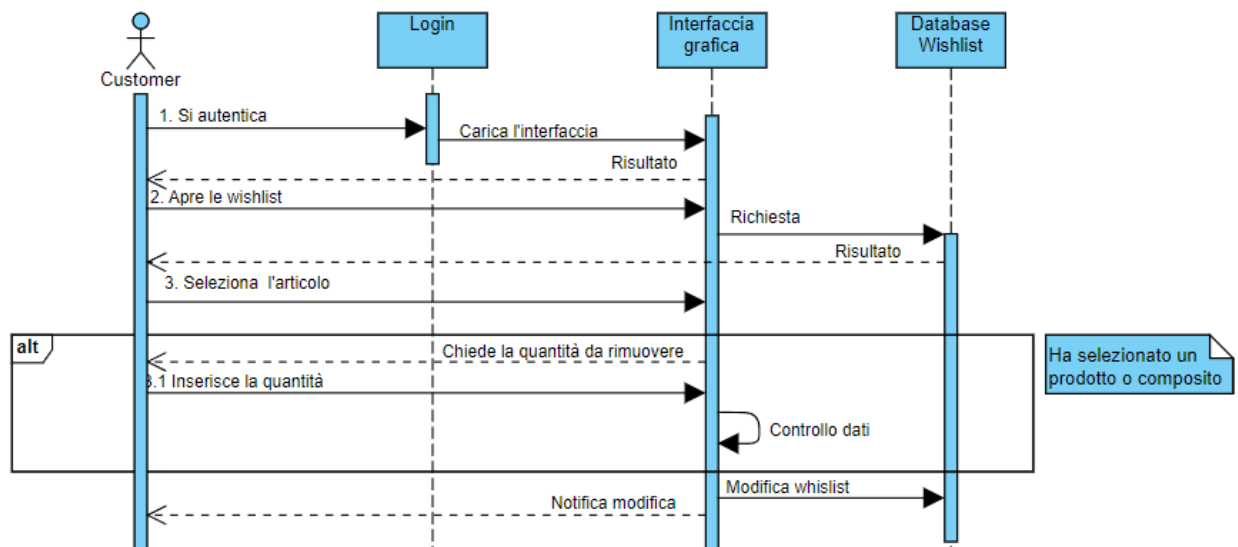 Login
Interfaccia
grafica
Database
Wishlist
Customer
1. Si autentica
Carica l'interfaccia
Risultato
2. Apre le wishlist
Richiesta
Risultato
3. Seleziona l'articolo
alt
Chiede la quantità da rimuovere
Ha selezionato un
prodotto o composito
3.1 Inserisce la quantità
Controllo dati
Modifica whislist
Notifica modifica